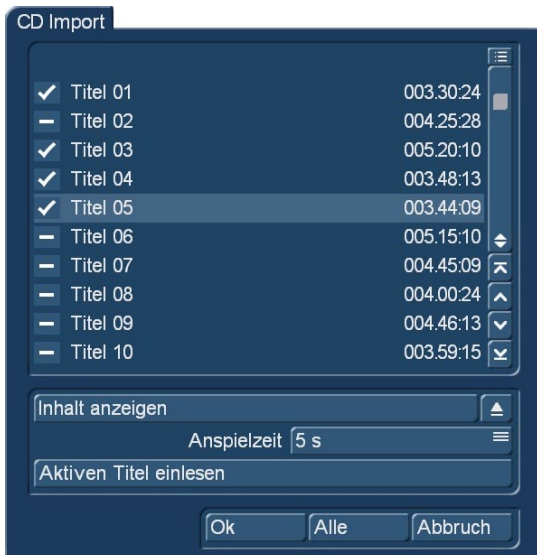 CD Import
Titel 01 003.30:24
Titel 02 004.25:28
Titel 03 005.20:10
Titel 04 003.48:13
Titel 05 003.44:09
Titel 06 005.15:10
Titel 07 004.45:09
Titel 08 004.00:24
Titel 09 004.46:13
Titel 10 003.59:15
Inhalt anzeigen
Anspielzeit 5 s
Aktiven Titel einlesen
Ok Alle Abbruch